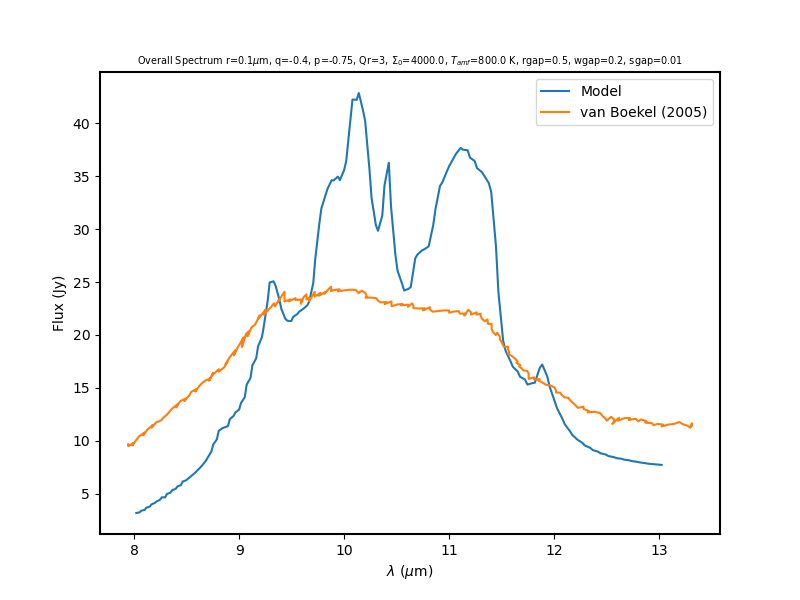 Overall Spectrum r=0.1μm, q=-0.4, p=-0.75, Qr=3, Σ₀=4000.0, T_amf=800.0 K, rgap=0.5, wgap=0.2, sgap=0.01
Model
van Boekel (2005)
Flux (Jy)
40
35
30
25
20
15
10
5
8 9 10 11 12 13
λ (μm)